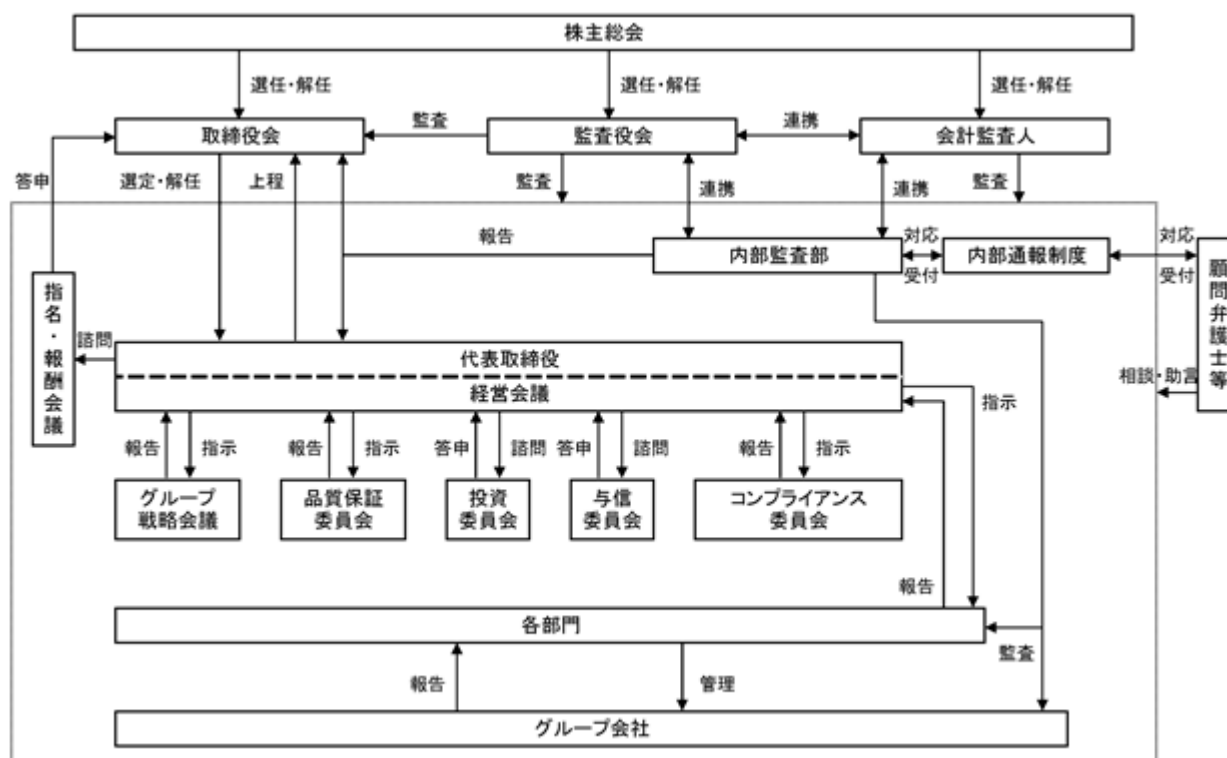 株主総会
選任・解任
選任・解任
選任・解任
取締役会
監査
監査役会
連携
会計監査人
答申
選定・解任
上程
監査
連携
連携
監査
報告
内部監査部
対応
受付
内部通報制度
対応
受付
顧問弁護士等
指名・報酬会議
諮問
代表取締役
経営会議
相談・助言
指示
報告
指示
報告
指示
答申
諮問
答申
諮問
報告
指示
グループ
戦略会議
品質保証
委員会
投資
委員会
与信
委員会
コンプライアンス
委員会
報告
各部門
監査
報告
管理
グループ会社